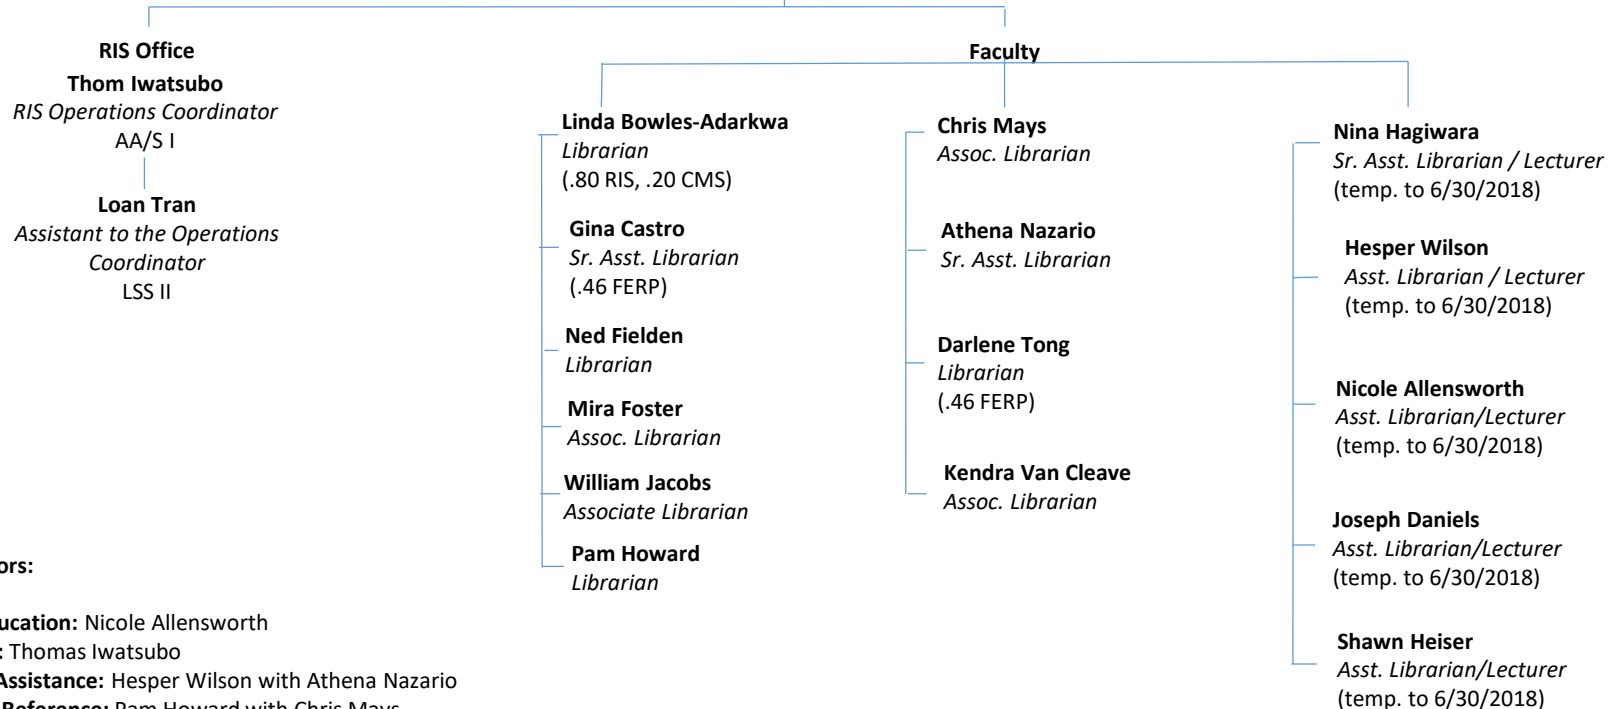 RIS Office
Thom Iwatsubo
RIS Operations Coordinator
AA/S I
Loan Tran
Assistant to the Operations
Coordinator
LSS II
Faculty
Linda Bowles-Adarkwa
Librarian
(.80 RIS, .20 CMS)
Gina Castro
Sr. Asst. Librarian
(.46 FERP)
Ned Fielden
Librarian
Mira Foster
Assoc. Librarian
William Jacobs
Associate Librarian
Pam Howard
Librarian
Chris Mays
Assoc. Librarian
Athena Nazario
Sr. Asst. Librarian
Darlene Tong
Librarian
(.46 FERP)
Kendra Van Cleave
Assoc. Librarian
Nina Hagiwara
Sr. Asst. Librarian / Lecturer
(temp. to 6/30/2018)
Hesper Wilson
Asst. Librarian / Lecturer
(temp. to 6/30/2018)
Nicole Allensworth
Asst. Librarian/Lecturer
(temp. to 6/30/2018)
Joseph Daniels
Asst. Librarian/Lecturer
(temp. to 6/30/2018)
Shawn Heiser
Asst. Librarian/Lecturer
(temp. to 6/30/2018)
ors:
ucation: Nicole Allensworth
: Thomas Iwatsubo
Assistance: Hesper Wilson with Athena Nazario
Reference: Pam Howard with Chris Mays